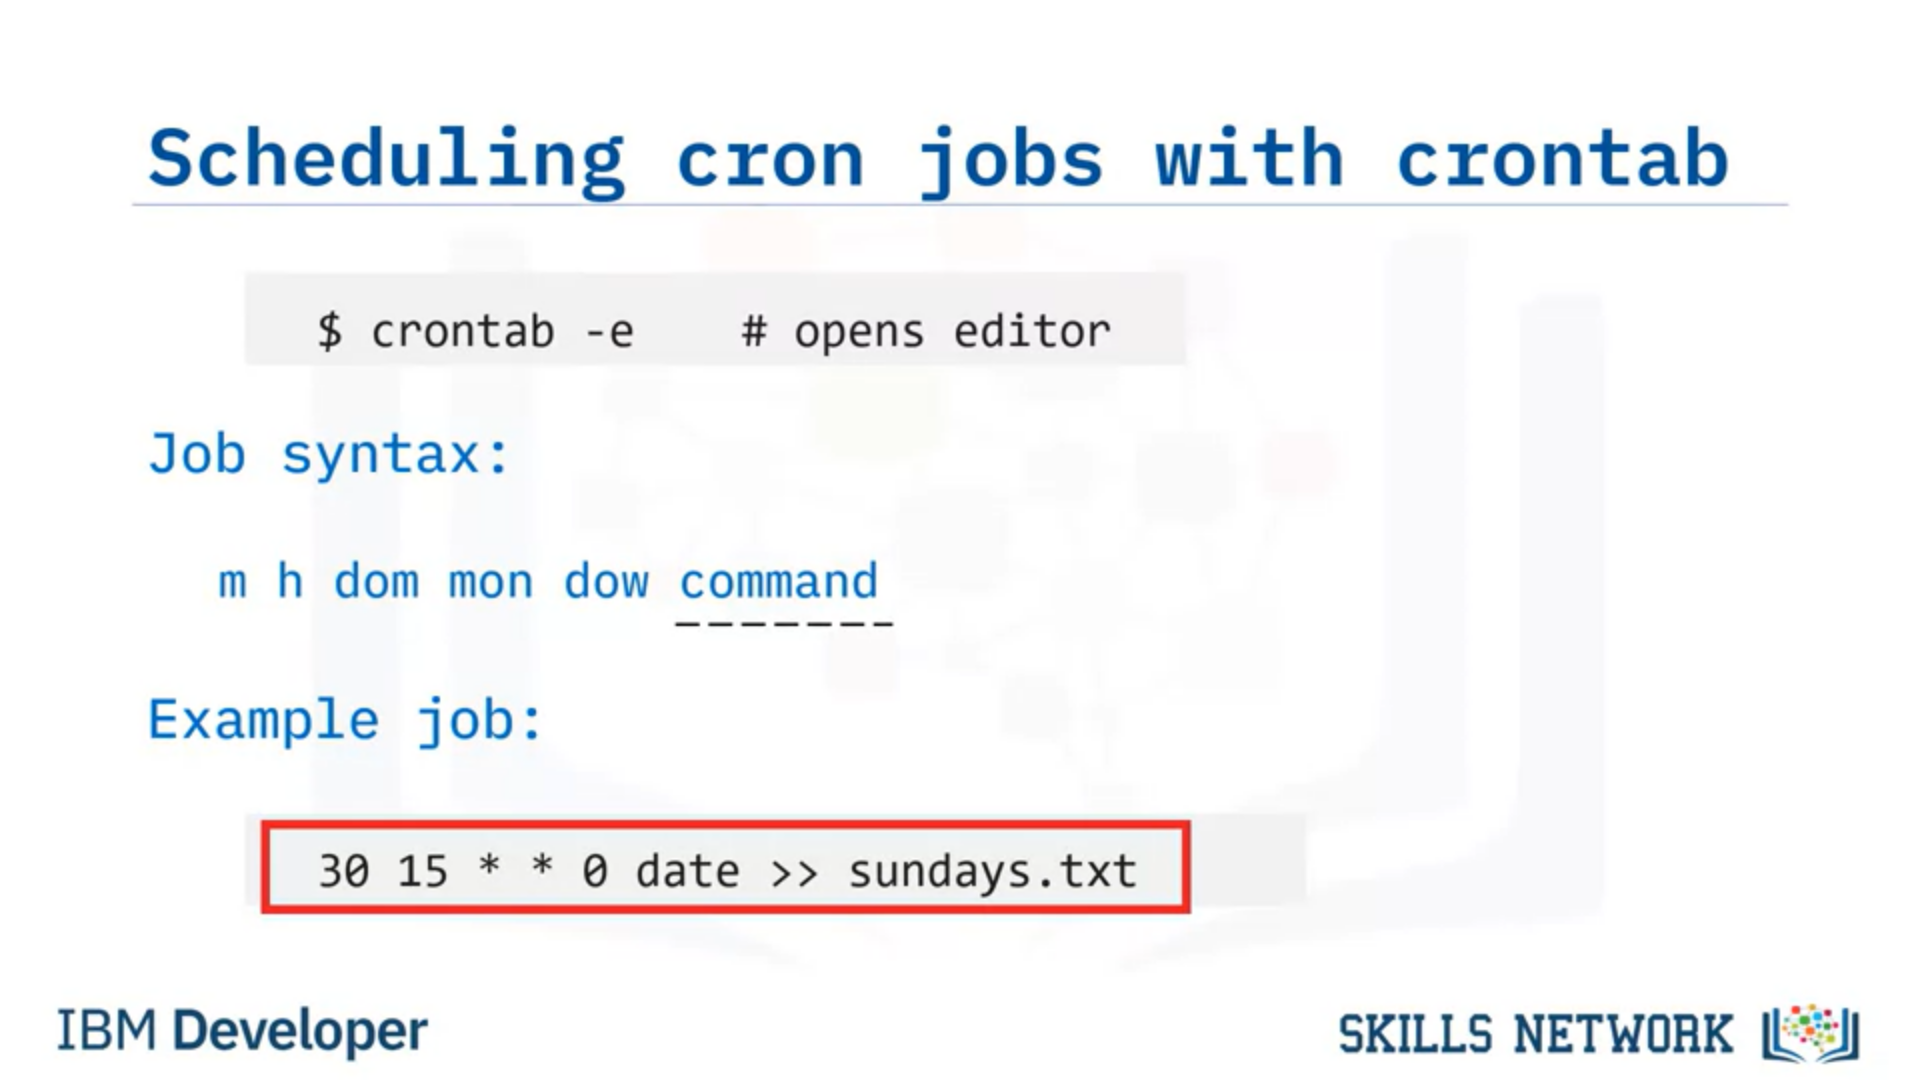 Scheduling cron jobs with crontab
$ crontab -e    # opens editor
Job syntax:
m h dom mon dow command
-------
Example job:
30 15 * * 0 date >> sundays.txt
IBM Developer
SKILLS NETWORK